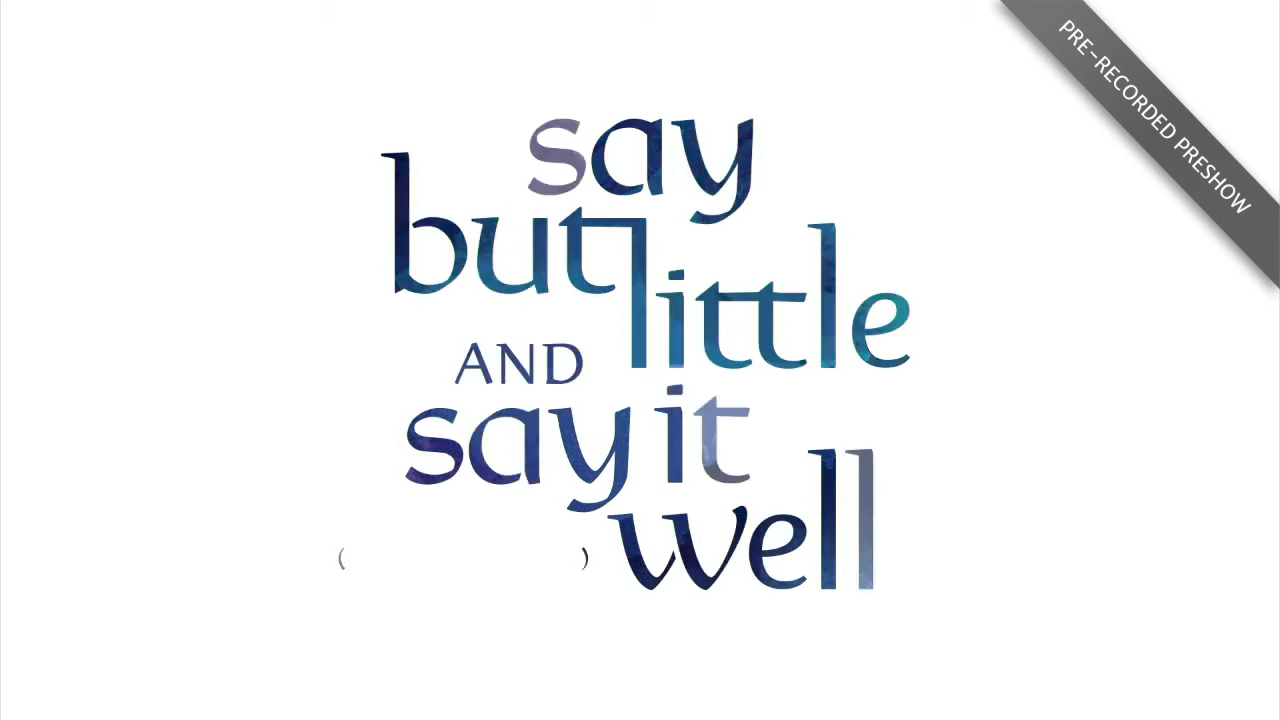 say
but little
AND
say it
( ) well
PRE-RECORDED PRESHOW